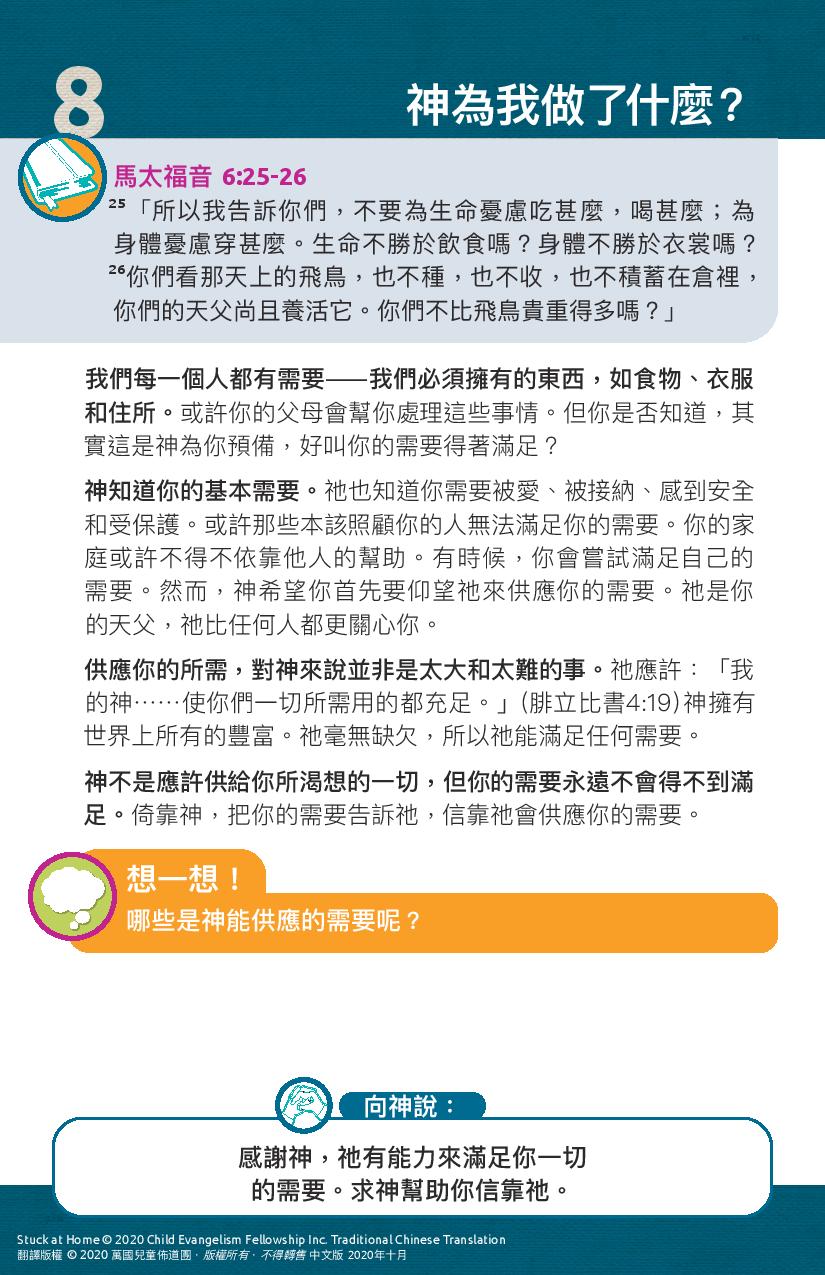 8
神為我做了什麼？
馬太福音 6:25-26
25「所以我告訴你們，不要為生命憂慮吃甚麼，喝甚麼；為
身體憂慮穿甚麼。生命不勝於飲食嗎？身體不勝於衣裳嗎？
26你們看那天上的飛鳥，也不種，也不收，也不積蓄在倉裡，
你們的天父尚且養活它。你們不比飛鳥貴重得多嗎？」
我們每一個人都有需要——我們必須擁有的東西，如食物、衣服
和住所。或許你的父母會幫你處理這些事情。但你是否知道，其
實這是神為你預備，好叫你的需要得著滿足？
神知道你的基本需要。祂也知道你需要被愛、被接納、感到安全
和受保護。或許那些本該照顧你的人無法滿足你的需要。你的家
庭或許不得不依靠他人的幫助。有時候，你會嘗試滿足自己的
需要。然而，神希望你首先要仰望祂來供應你的需要。祂是你
的天父，祂比任何人都更關心你。
供應你的所需，對神來說並非是太大和太難的事。祂應許：「我
的神……使你們一切所需用的都充足。」(腓立比書4:19)神擁有
世界上所有的豐富。祂毫無缺欠，所以祂能滿足任何需要。
神不是應許供給你所渴想的一切，但你的需要永遠不會得不到滿
足。倚靠神，把你的需要告訴祂，信靠祂會供應你的需要。
想一想！
哪些是神能供應的需要呢？
向神說：
感謝神，祂有能力來滿足你一切
的需要。求神幫助你信靠祂。
Stuck at Home © 2020 Child Evangelism Fellowship Inc. Traditional Chinese Translation
翻譯版權 © 2020 萬國兒童佈道團．版權所有．不得轉售 中文版 2020年十月